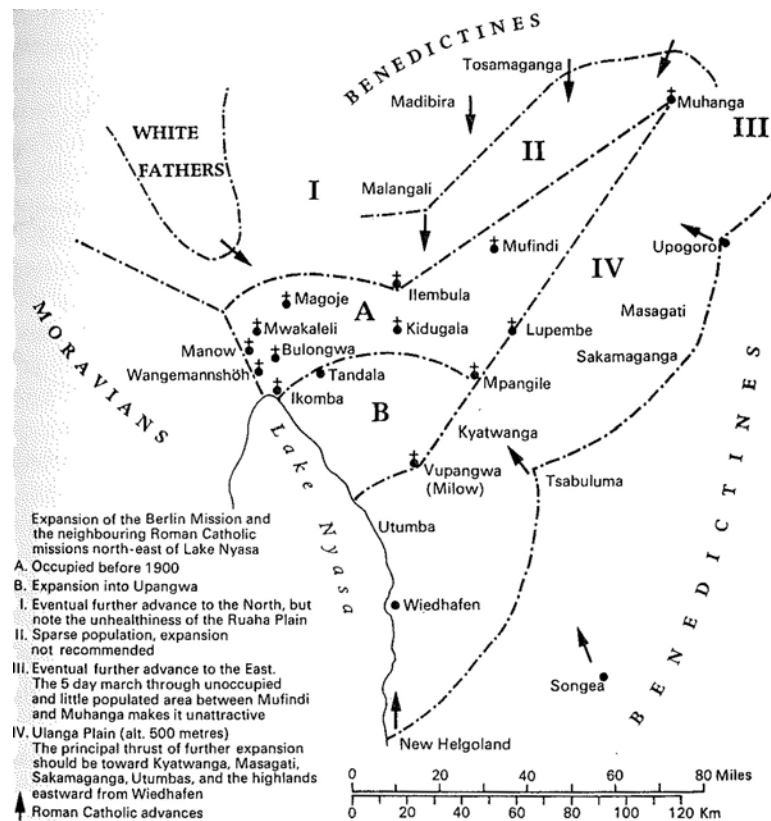 BENEDICTINES
Tosamaganga
Madibira
Muhanga
WHITE
FATHERS
I
II
III
Malangali
Mufindi
Upogoro
IV
Ilembula
Magoje
A
Masagati
Mwakaleli
Kidugala
Lupembe
Manow
Bulongwa
Sakamaganga
Wangemannshöh
Tandala
Mpangile
Ikomba
MORAVIANS
B
Kyatwanga
Lake Nyasa
Vupangwa
(Milow)
Tsabuluma
BENEDICTINES
Utumba
Wiedhafen
Songea
New Helgoland
Expansion of the Berlin Mission and
the neighbouring Roman Catholic
missions north-east of Lake Nyasa
A. Occupied before 1900
B. Expansion into Upangwa
I. Eventual further advance to the North, but
note the unhealthiness of the Ruaha Plain
II. Sparse population, expansion
not recommended
III. Eventual further advance to the East.
The 5 day march through unoccupied
and little populated area between Mufindi
and Muhanga makes it unattractive
IV. Ulanga Plain (alt. 500 metres)
The principal thrust of further expansion
should be toward Kyatwanga, Masagati,
Sakamaganga, Utumbas, and the highlands
eastward from Wiedhafen
Roman Catholic advances
0 20 40 60 80 Miles
0 20 40 60 80 100 120 Km